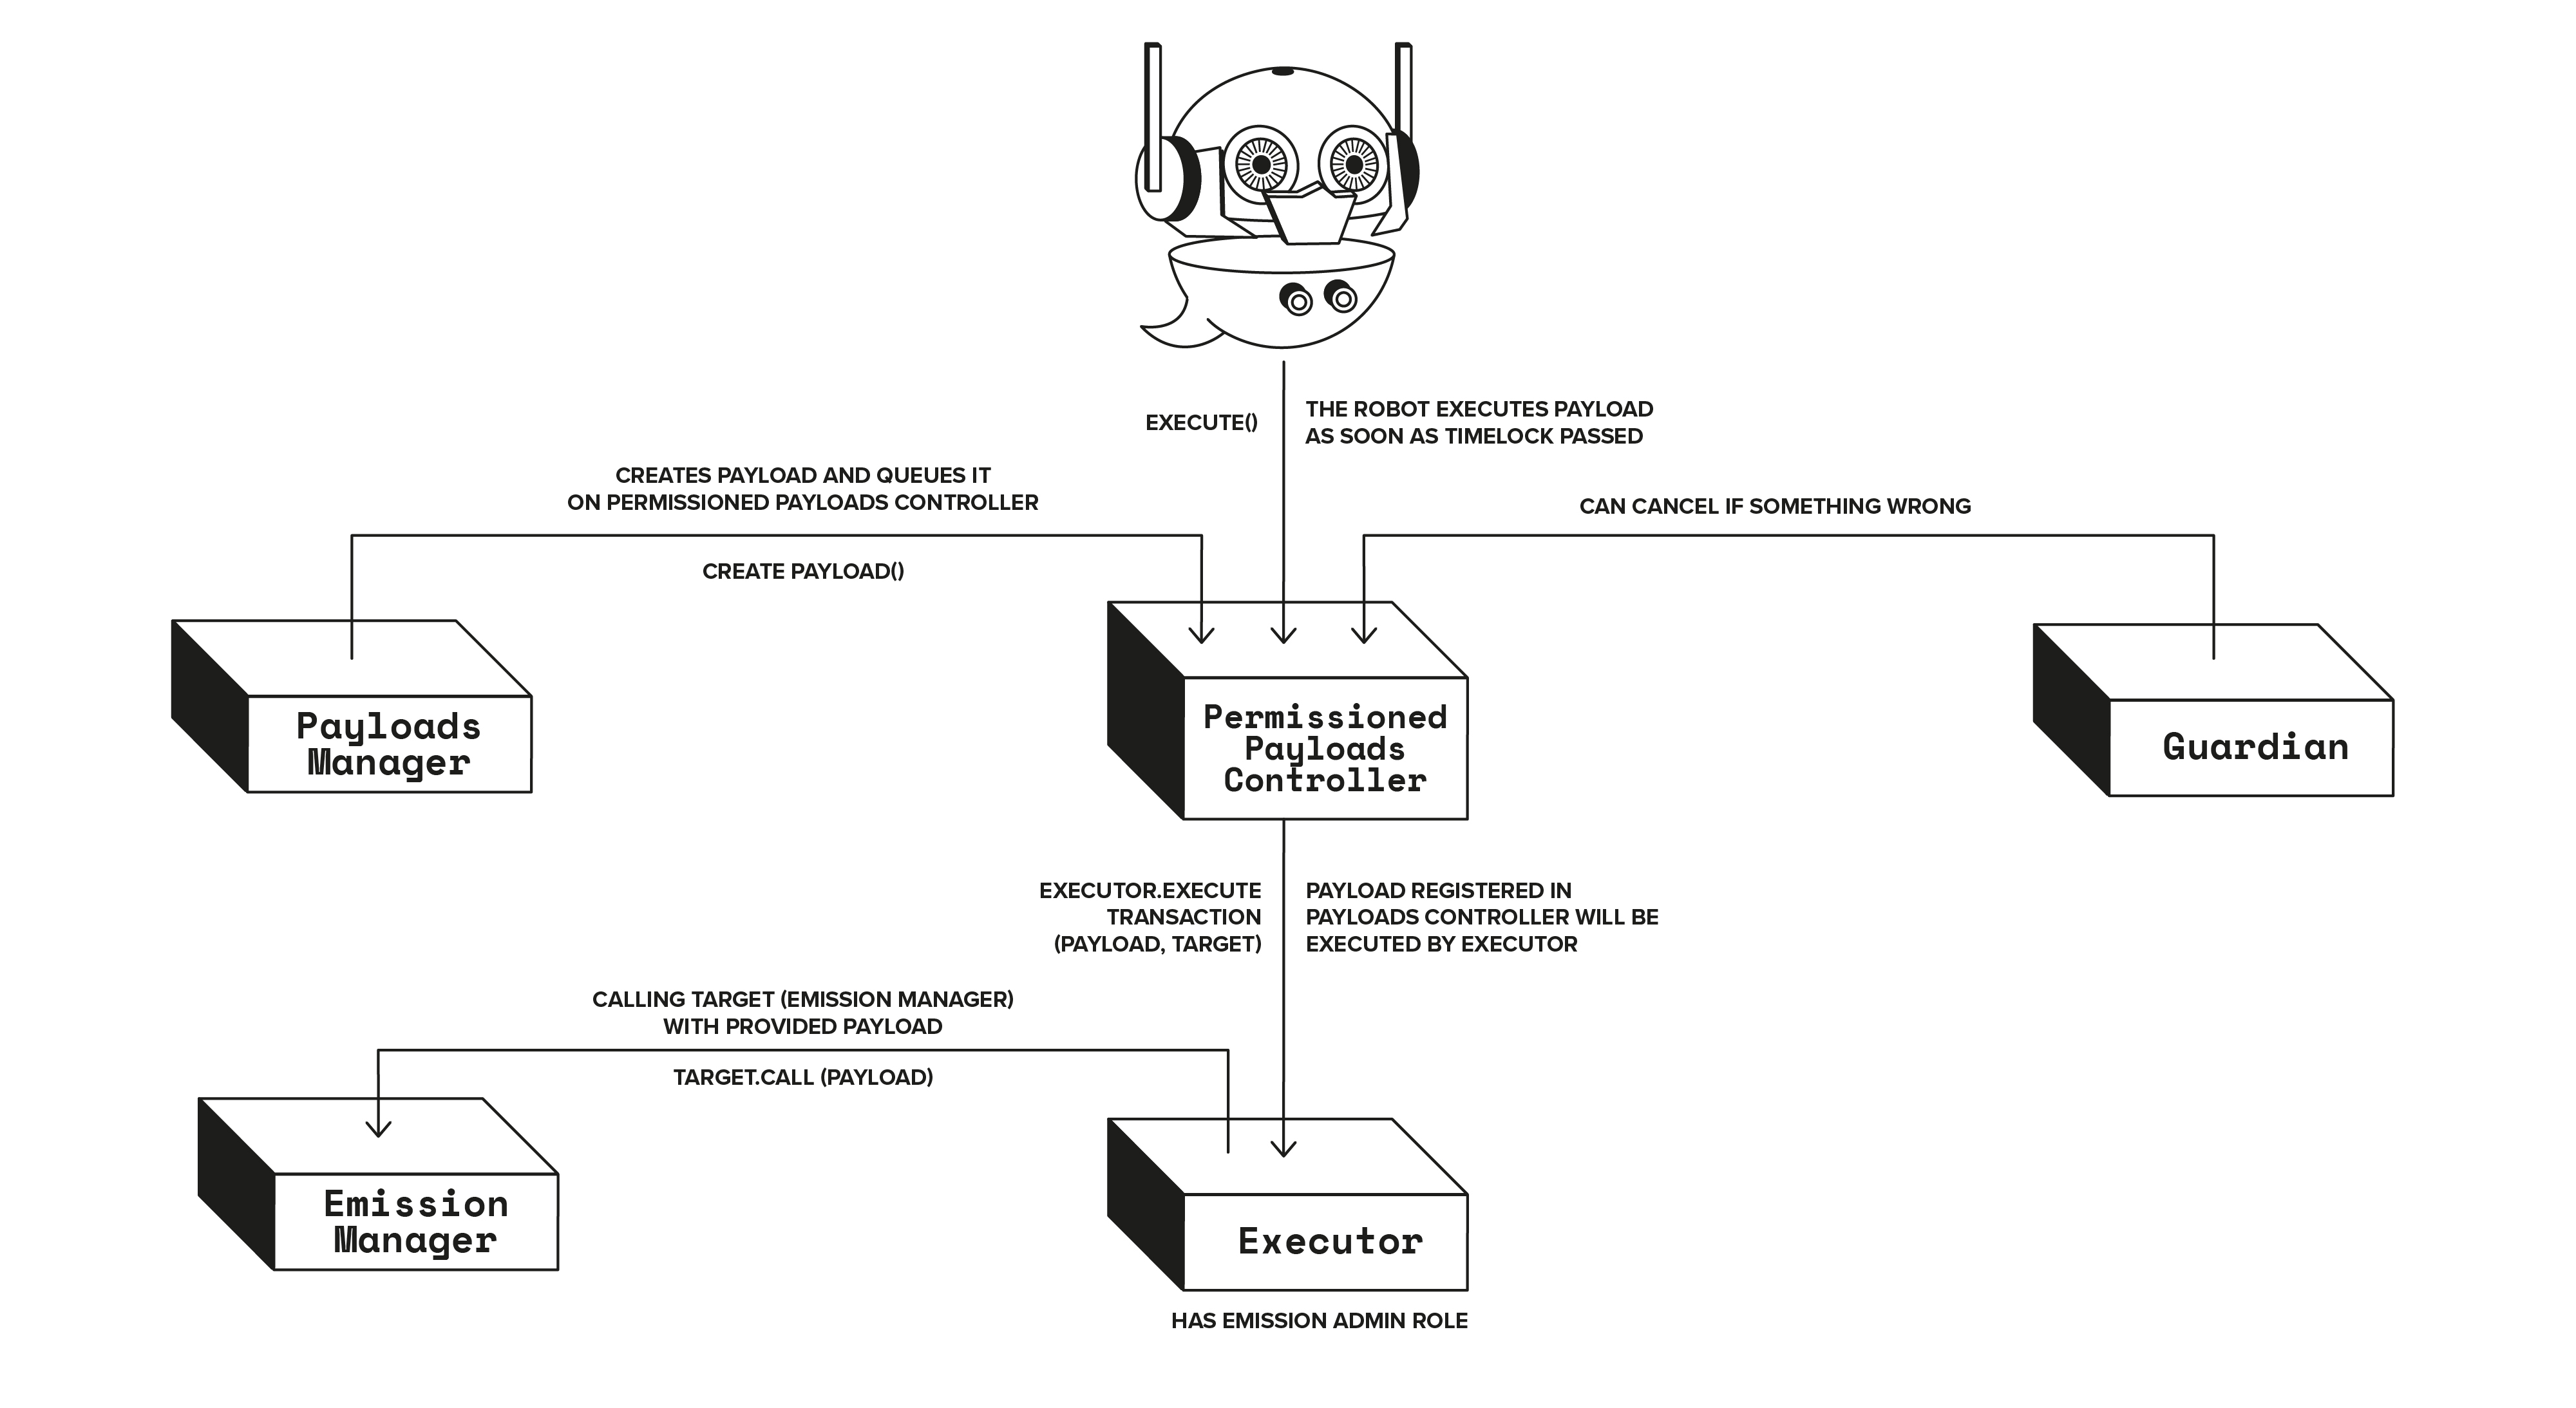 EXECUTE()
THE ROBOT EXECUTES PAYLOAD
AS SOON AS TIMELOCK PASSED
CREATES PAYLOAD AND QUEUES IT
ON PERMISSIONED PAYLOADS CONTROLLER
CREATE PAYLOAD()
CAN CANCEL IF SOMETHING WRONG
Payloads
Manager
Permissioned
Payloads
Controller
Guardian
EXECUTOR.EXECUTE
TRANSACTION
(PAYLOAD, TARGET)
PAYLOAD REGISTERED IN
PAYLOADS CONTROLLER WILL BE
EXECUTED BY EXECUTOR
CALLING TARGET (EMISSION MANAGER)
WITH PROVIDED PAYLOAD
TARGET.CALL (PAYLOAD)
Emission
Manager
Executor
HAS EMISSION ADMIN ROLE